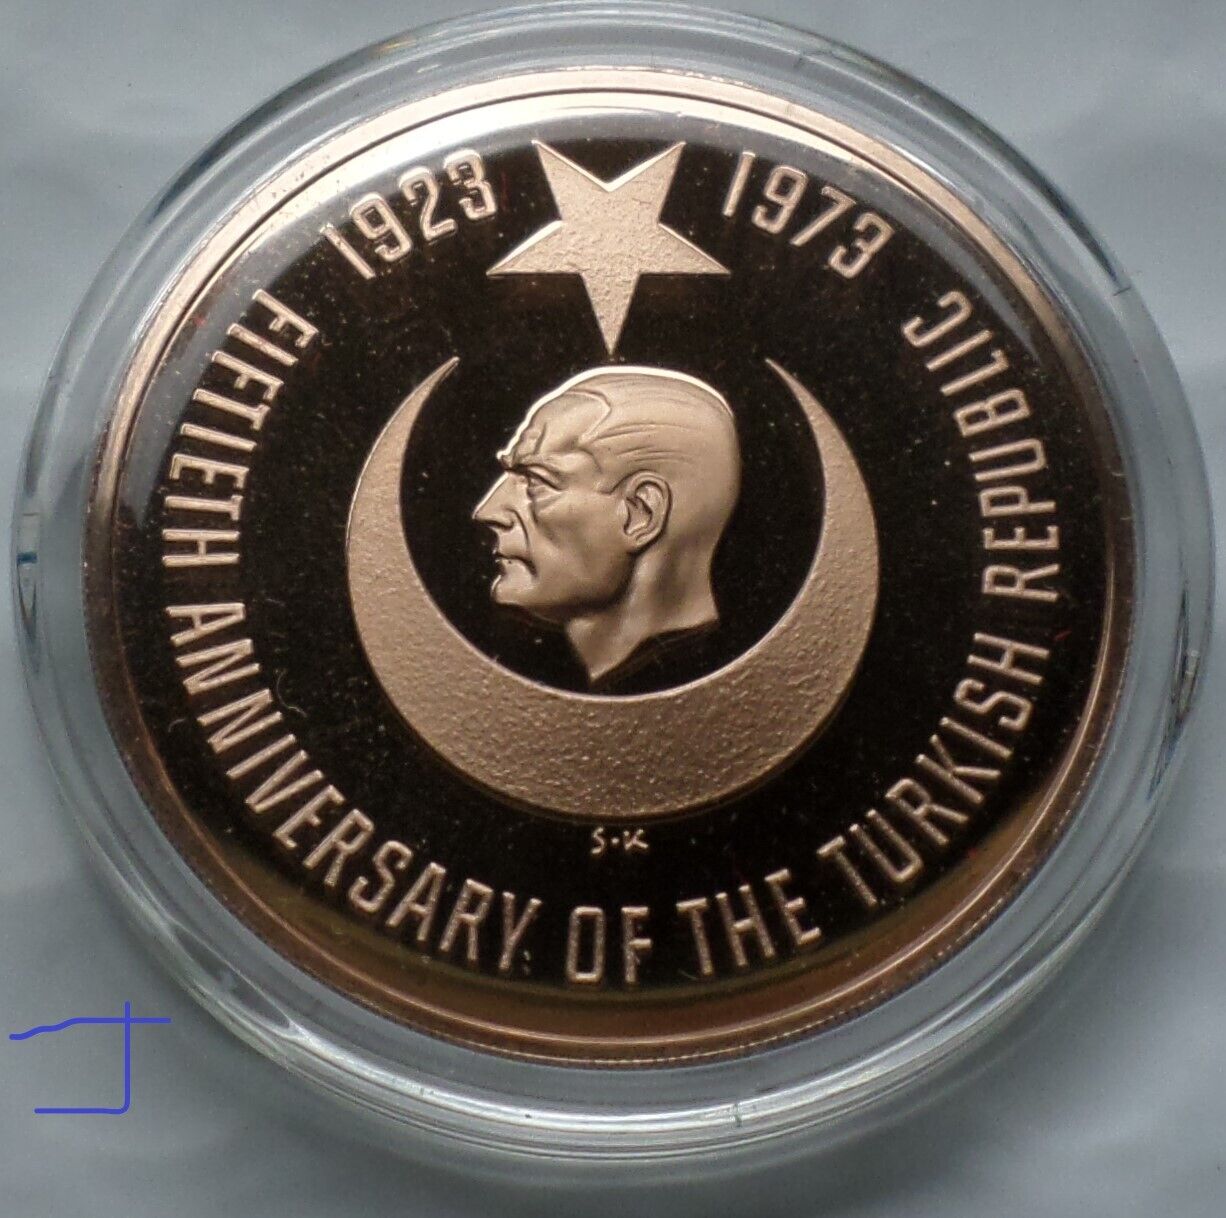 1923 1973
FIFTIETH ANNIVERSARY OF THE TURKISH REPUBLIC
S·K